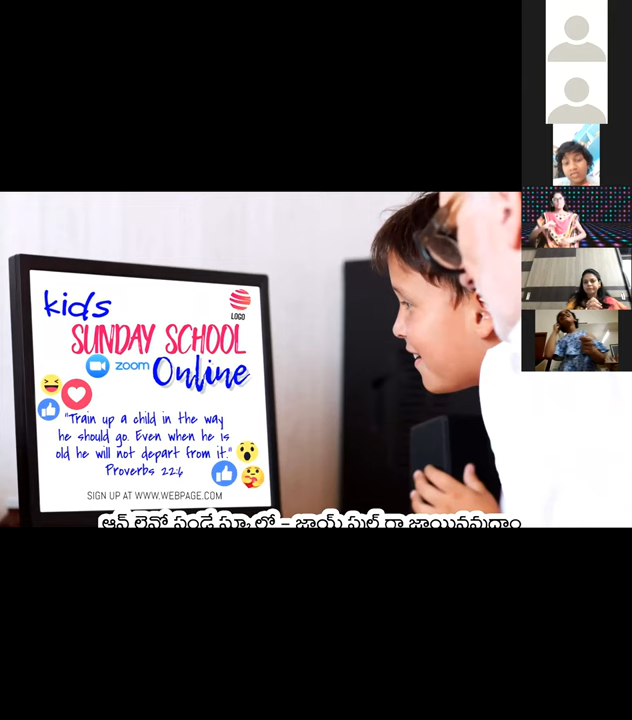 kids
LOGO
SUNDAY SCHOOL
zoom Online
"Train up a child in the way
he should go. Even when he is
old he will not depart from it."
Proverbs 22:6
SIGN UP AT WWW.WEBPAGE.COM
ఆన్ లైనో సండే స్కూలో – జాయ్ ఫుల్ గా జాయినవుదాం